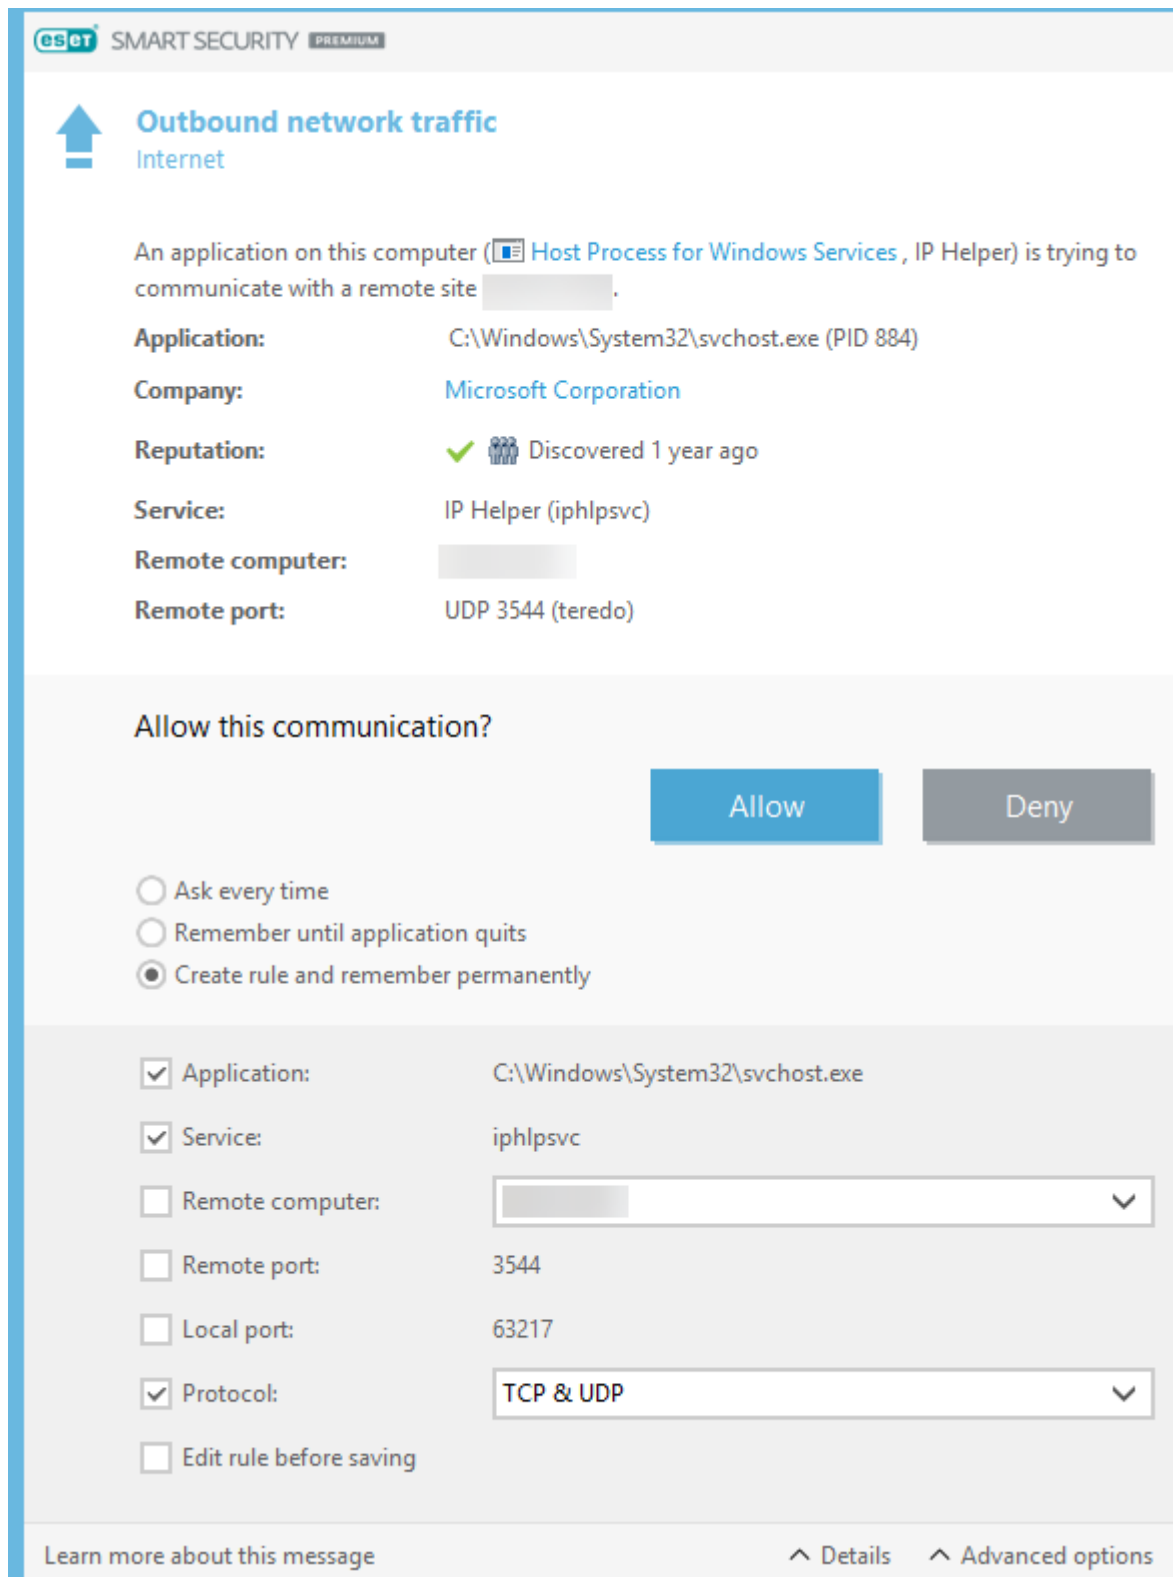 eset SMART SECURITY PREMIUM
Outbound network traffic
Internet
An application on this computer ( Host Process for Windows Services , IP Helper) is trying to
communicate with a remote site .
Application: C:\Windows\System32\svchost.exe (PID 884)
Company: Microsoft Corporation
Reputation: Discovered 1 year ago
Service: IP Helper (iphlpsvc)
Remote computer:
Remote port: UDP 3544 (teredo)
Allow this communication?
Allow Deny
Ask every time
Remember until application quits
Create rule and remember permanently
Application: C:\Windows\System32\svchost.exe
Service: iphlpsvc
Remote computer:
Remote port: 3544
Local port: 63217
Protocol: TCP & UDP
Edit rule before saving
Learn more about this message Details Advanced options